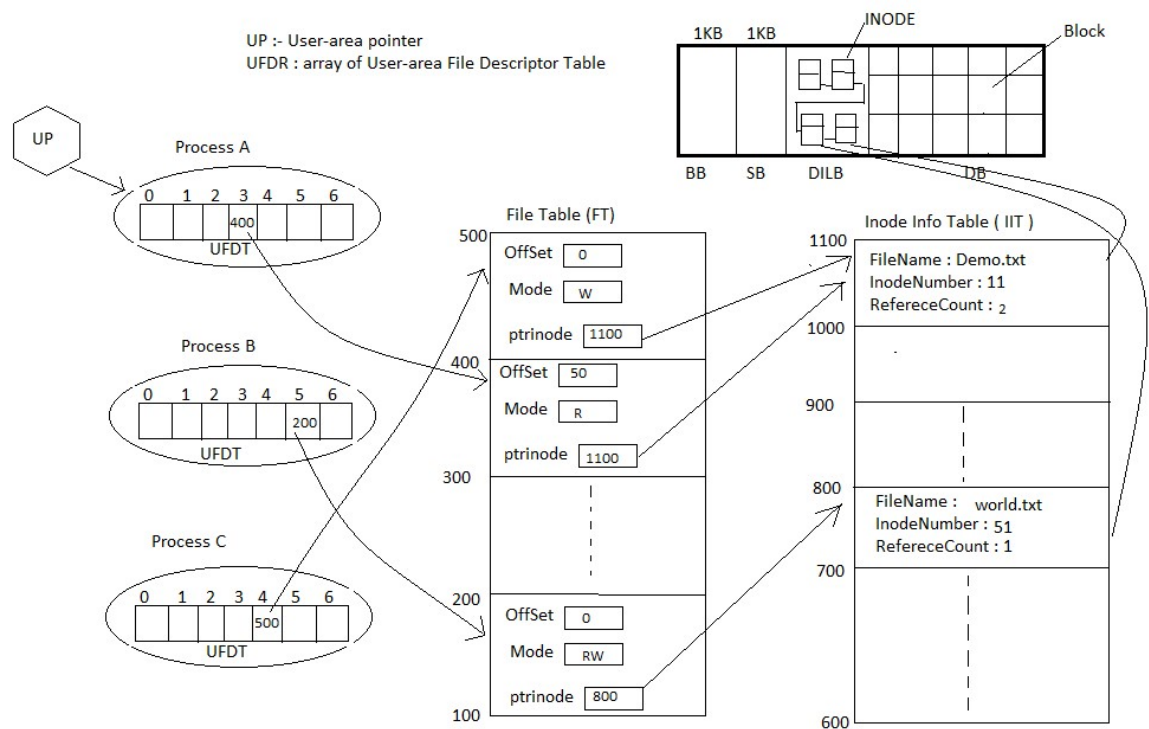 UP :- User-area pointer
UFDR : array of User-area File Descriptor Table
INODE
1KB 1KB
Block
BB SB DILB DB
UP
Process A
0 1 2 3 4 5 6
400
UFDT
Process B
0 1 2 3 4 5 6
200
UFDT
Process C
0 1 2 3 4 5 6
500
UFDT
File Table (FT)
500
OffSet 0
Mode W
ptrinode 1100
400
OffSet 50
Mode R
ptrinode 1100
300
200
OffSet 0
Mode RW
ptrinode 800
100
Inode Info Table ( IIT )
1100
FileName : Demo.txt
InodeNumber : 11
RefereceCount : 2
1000
900
800
FileName : world.txt
InodeNumber : 51
RefereceCount : 1
700
600